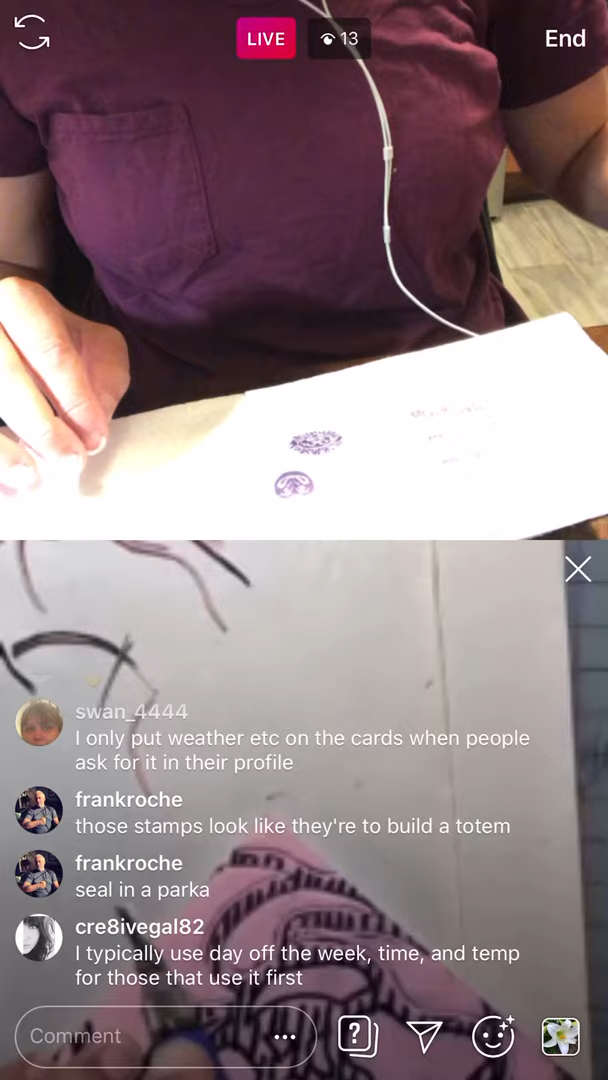 LIVE
13
End
swan_4444
I only put weather etc on the cards when people
ask for it in their profile
frankroche
those stamps look like they're to build a totem
frankroche
seal in a parka
cre8ivegal82
I typically use day off the week, time, and temp
for those that use it first
Comment